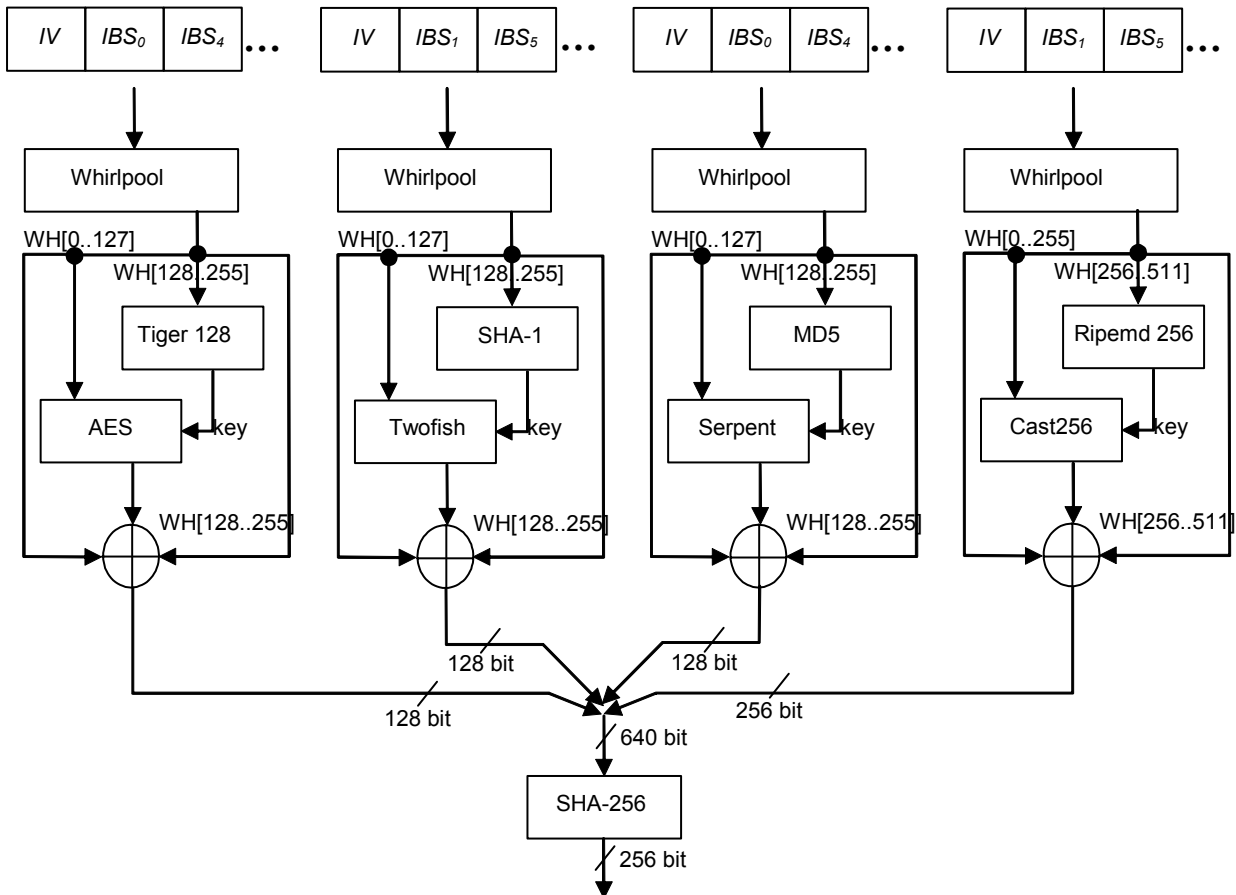 IV IBS0 IBS4 ... IV IBS1 IBS5 ... IV IBS0 IBS4 ... IV IBS1 IBS5 ...
Whirlpool Whirlpool Whirlpool Whirlpool
WH[0..127] WH[0..127] WH[0..127] WH[0..255]
WH[128..255] WH[128..255] WH[128..255] WH[256..511]
Tiger 128 SHA-1 MD5 Ripemd 256
AES key Twofish key Serpent key Cast256 key
WH[128..255] WH[128..255] WH[128..255] WH[256..511]
128 bit 128 bit
128 bit 256 bit
640 bit
SHA-256
256 bit